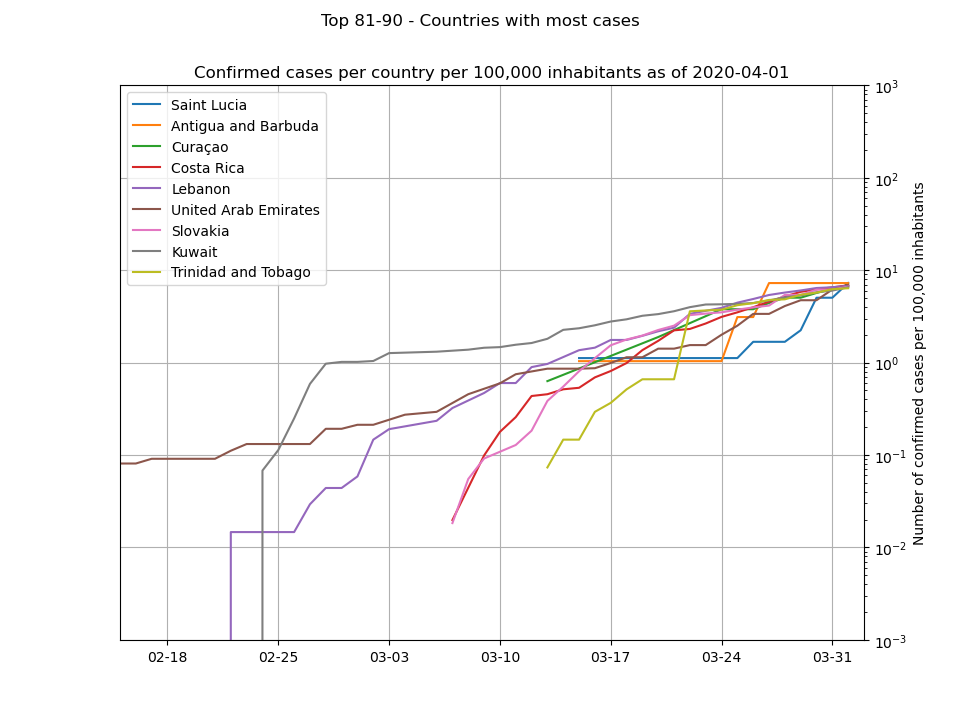 Top 81-90 - Countries with most cases
Confirmed cases per country per 100,000 inhabitants as of 2020-04-01
Saint Lucia
Antigua and Barbuda
Curaçao
Costa Rica
Lebanon
United Arab Emirates
Slovakia
Kuwait
Trinidad and Tobago
10³
10²
10¹
10⁰
10⁻¹
10⁻²
10⁻³
Number of confirmed cases per 100,000 inhabitants
02-18 02-25 03-03 03-10 03-17 03-24 03-31